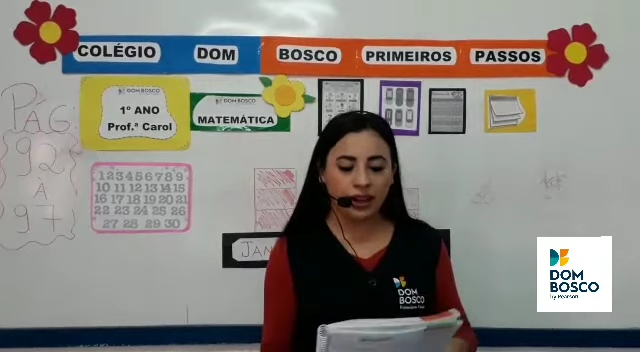 COLÉGIO DOM BOSCO PRIMEIROS PASSOS
DOM BOSCO
1º ANO
Prof.ª Carol
DOM BOSCO
MATEMÁTICA
PÁG
92
A
97
1 2 3 4 5 6 7 8 9
10 11 12 13 14 15
16 17 18 19 20 21
22 23 24 25 26
27 28 29 30
JAN
DOM
BOSCO
DOM
BOSCO
by Pearson